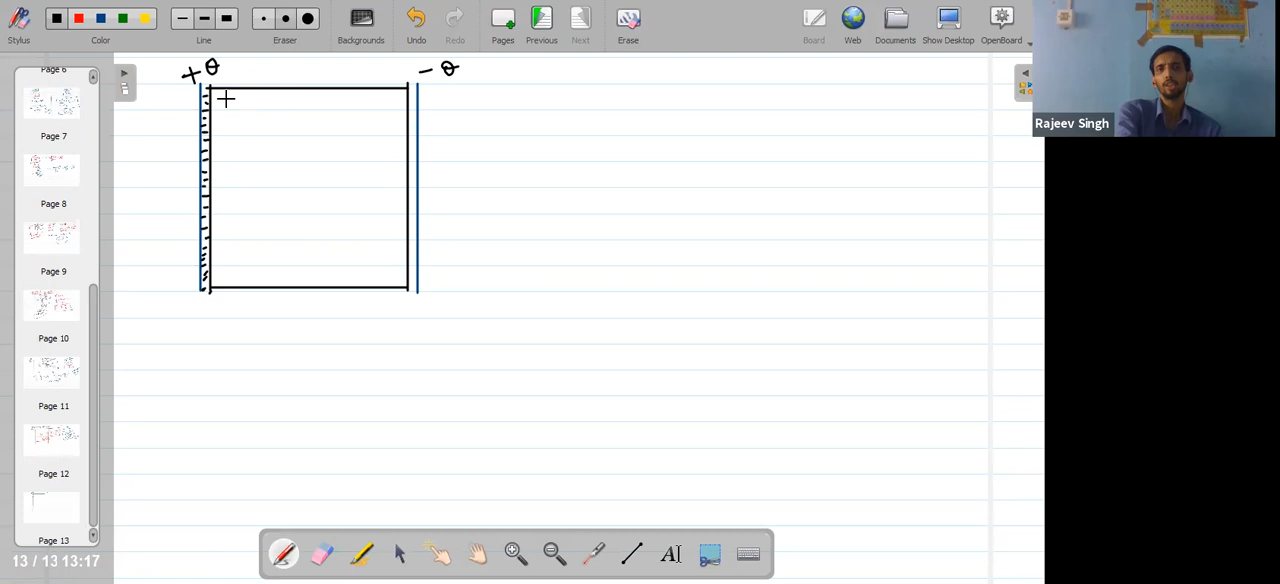 Stylus
Color
Line
Eraser
Backgrounds
Undo
Redo
Pages
Previous
Next
Erase
Board
Web
Documents
Show Desktop
OpenBoard
Page 6
Page 7
Page 8
Page 9
Page 10
Page 11
Page 12
Page 13
13 / 13 13:17
+ Q
- Q
Rajeev Singh
A